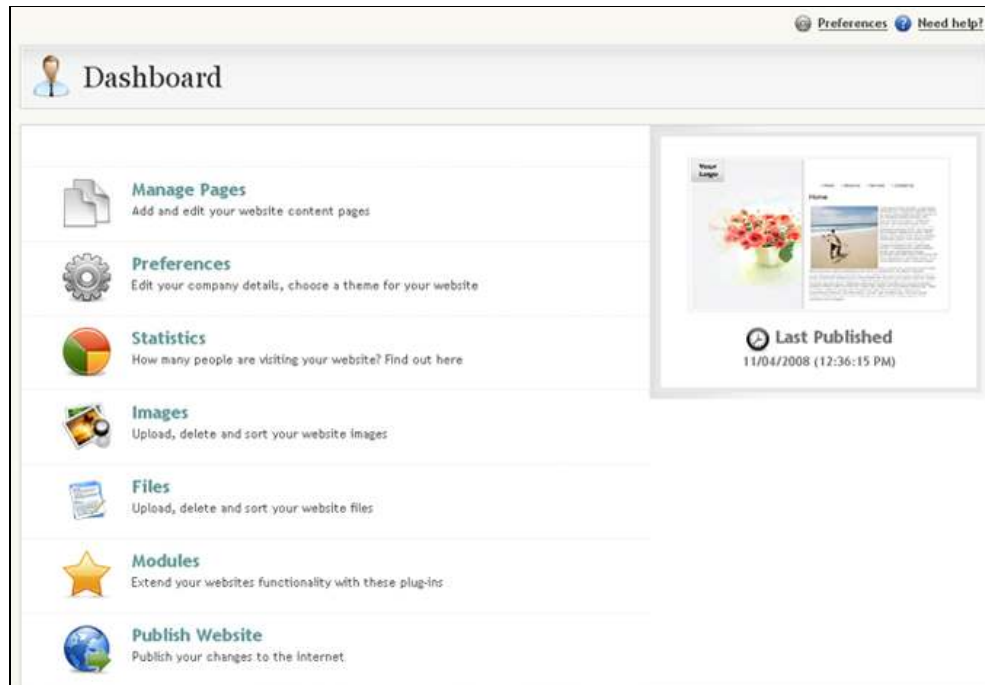 Preferences Need help?
Dashboard
Manage Pages
Add and edit your website content pages
Preferences
Edit your company details, choose a theme for your website
Statistics
How many people are visiting your website? Find out here
Images
Upload, delete and sort your website images
Files
Upload, delete and sort your website files
Modules
Extend your websites functionality with these plug-ins
Publish Website
Publish your changes to the internet
Your
Logo
Home
Last Published
11/04/2008 (12:36:15 PM)